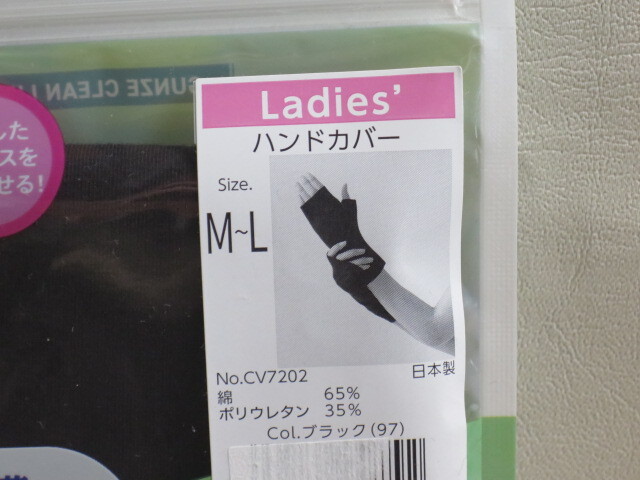 GUNZE CLEAN
した
スを
せる!
Ladies'
ハンドカバー
Size.
M~L
No.CV7202
日本製
綿 65%
ポリウレタン 35%
Col.ブラック(97)